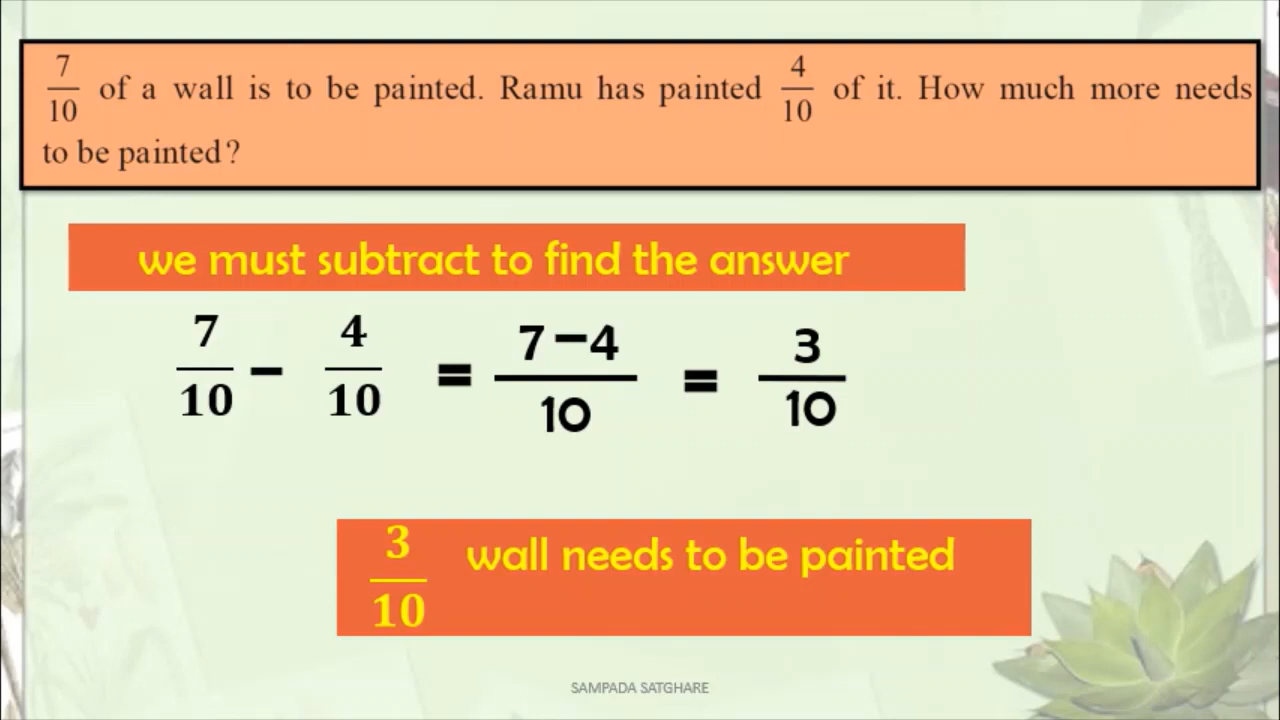 7/10 of a wall is to be painted. Ramu has painted 4/10 of it. How much more needs
to be painted?
we must subtract to find the answer
7/10 − 4/10 = 7−4/10 = 3/10
3/10 wall needs to be painted
SAMPADA SATGHARE